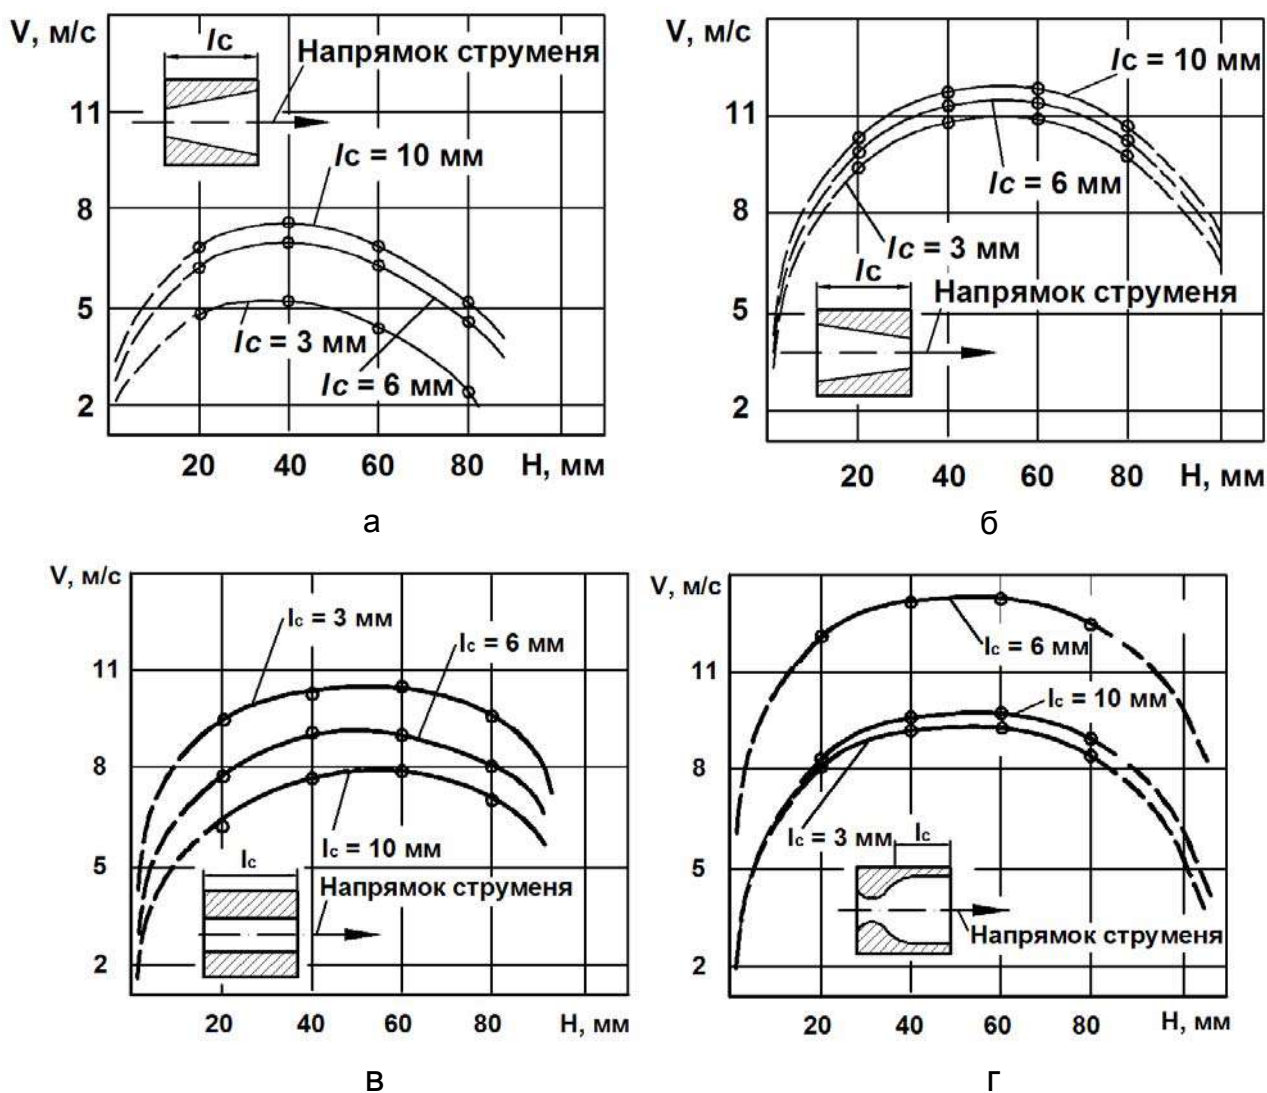 V, м/с
lc
Напрямок струменя
11
lc = 10 мм
8
5
lc = 3 мм
lc = 6 мм
2
20 40 60 80 H, мм
а
V, м/с
lc = 10 мм
11
lc = 6 мм
8
lc = 3 мм
lc
Напрямок струменя
5
2
20 40 60 80 H, мм
б
V, м/с
lc = 3 мм
lc = 6 мм
11
8
lc = 10 мм
5
lc
Напрямок струменя
2
20 40 60 80 H, мм
в
V, м/с
lc = 6 мм
11
lc = 10 мм
8
lc = 3 мм
lc
5
Напрямок струменя
2
20 40 60 80 H, мм
г